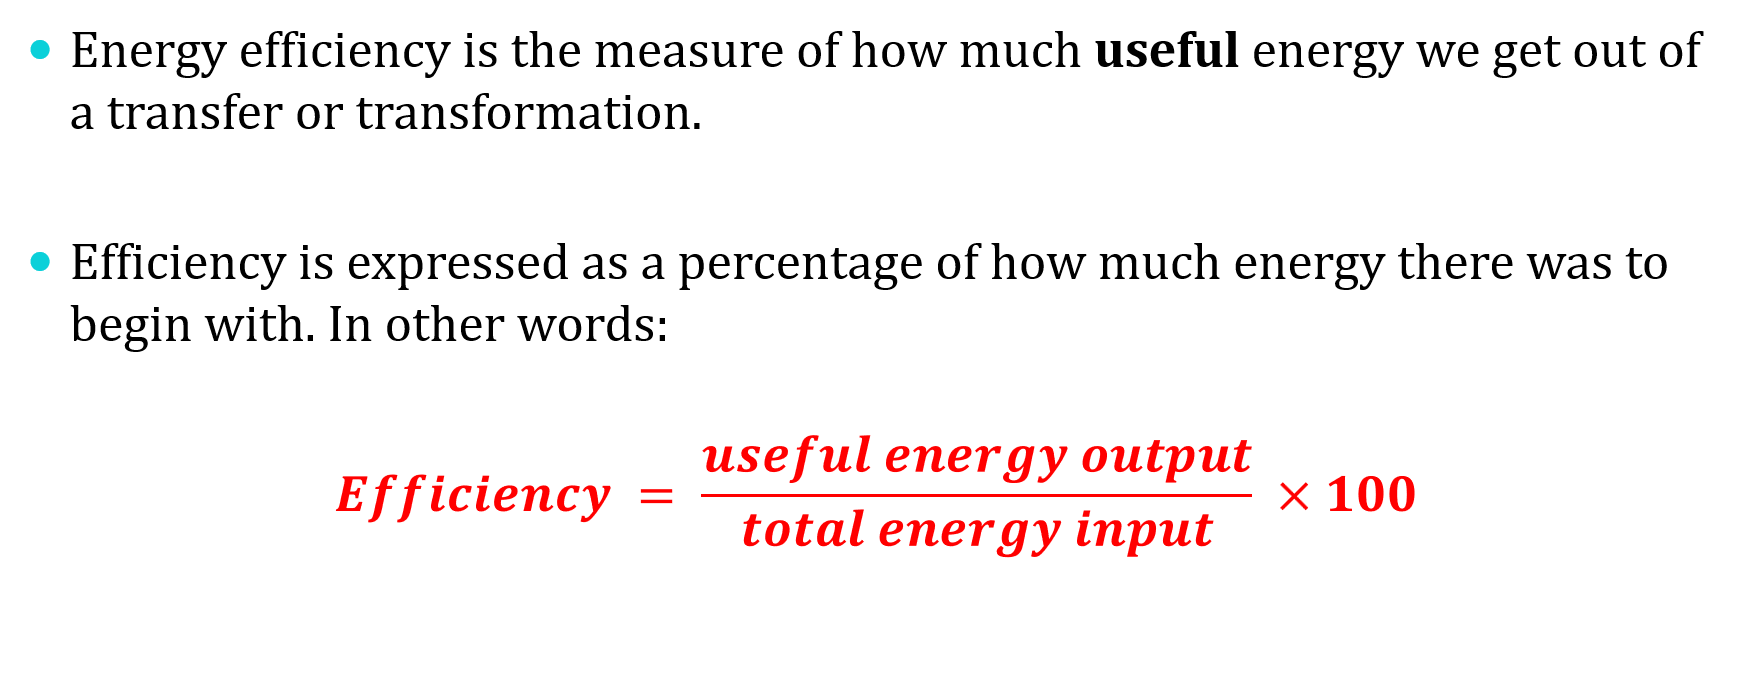 • Energy efficiency is the measure of how much useful energy we get out of
a transfer or transformation.
• Efficiency is expressed as a percentage of how much energy there was to
begin with. In other words:
Efficiency = useful energy output / total energy input × 100